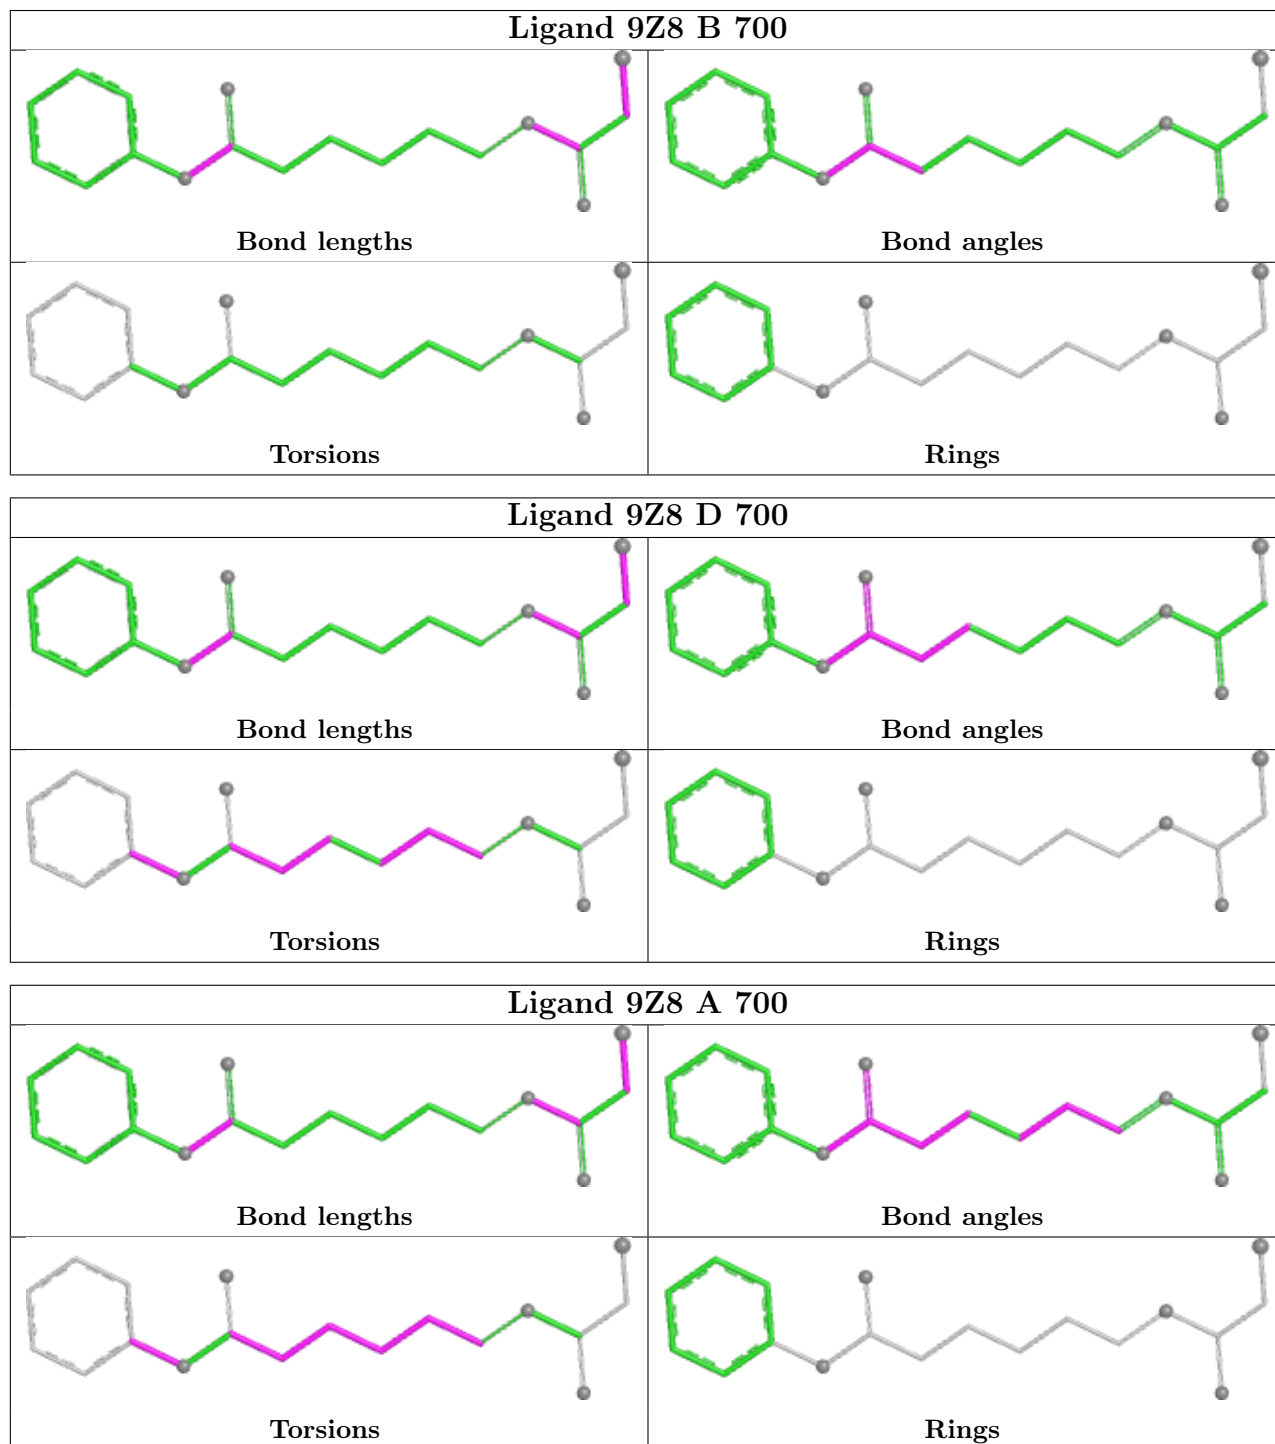 Ligand 9Z8 B 700
Bond lengths
Bond angles
Torsions
Rings
Ligand 9Z8 D 700
Bond lengths
Bond angles
Torsions
Rings
Ligand 9Z8 A 700
Bond lengths
Bond angles
Torsions
Rings